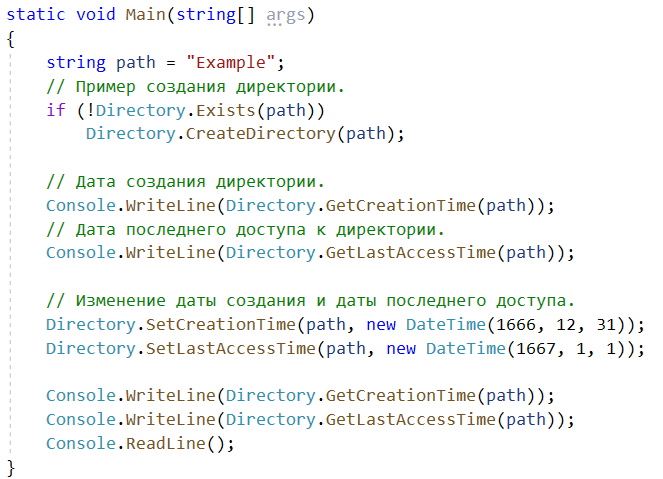 static void Main(string[] args)
{
    string path = "Example";
    // Пример создания директории.
    if (!Directory.Exists(path))
        Directory.CreateDirectory(path);

    // Дата создания директории.
    Console.WriteLine(Directory.GetCreationTime(path));
    // Дата последнего доступа к директории.
    Console.WriteLine(Directory.GetLastAccessTime(path));

    // Изменение даты создания и даты последнего доступа.
    Directory.SetCreationTime(path, new DateTime(1666, 12, 31));
    Directory.SetLastAccessTime(path, new DateTime(1667, 1, 1));

    Console.WriteLine(Directory.GetCreationTime(path));
    Console.WriteLine(Directory.GetLastAccessTime(path));
    Console.ReadLine();
}